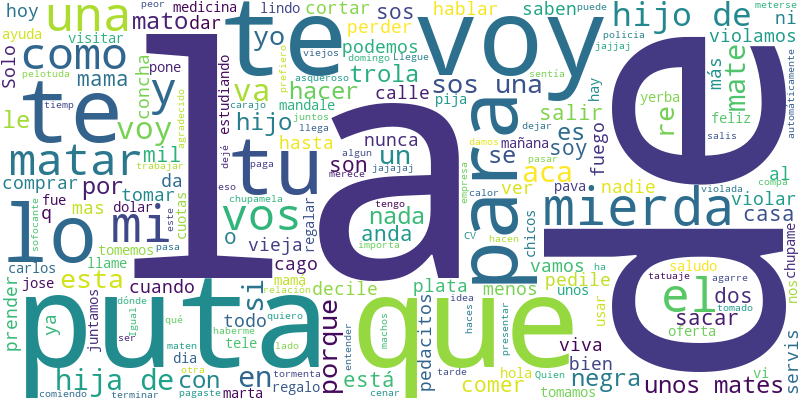 hoy
una
peor
medicina
lindo
cortar
sos
hablar
saben
puede
meterse
hijo de
ni
ayuda
mato
dar
te
voy
perder
violamos
visitar
yo
podemos
policia
Solo
como
mama
pone
y
estudiando
viejos
domingo
Llegue
jajjaj
más
mate
automáticamente
pelotuda
concha
va
hacer
asqueroso
trola
sos una
prefiero
sentía
hay
yerba
re
feliz
te
tiemp
carajo
mandale
calle
pija
salir
le
voy
agradecido
hijo
juntos
hasta
llega
nunca
para
dejar
mañana
es
soy
fuego
salis
matar
mil
trabajar
dejé
tu
paga
son
algun
un
damos
pasar
se
aca
al
comprar
por
da
eso
merece
jajajaj
empresa
ver
pava
nadie
violada
compa
violar
fue
q
mas
tomar
cuotas
chupamela
regalar
tengo
nada
calor
CV
hacen
chicos
mierda
casa
lo
sofocante
dolar
mi
este
vos
o
vieja
anda
importa
de
la
carlos
tomemos
pasa
cago
vamos
ha
saludo
chupame
jose
llame
esta
cuando
mama
relación
decile
plata
menos
pedile
unos
tatuaje
agarre
nos
prender
juntamos
dónde
si
idea
el
dos
tomado
puta
que
ya
Igual
qué
haberme
todo
quiero
porque
machos
pedacitos
haces
presentar
usar
sacar
oferta
ser
maten
tele
lado
entender
viva
servis
dia
otra
tormenta
está
tarde
hola
Quien
bien
vi
hija de
con
en
regalo
comer
negra
unos mates
comiendo
terminar
pagaste
marta
cenar
tomamos